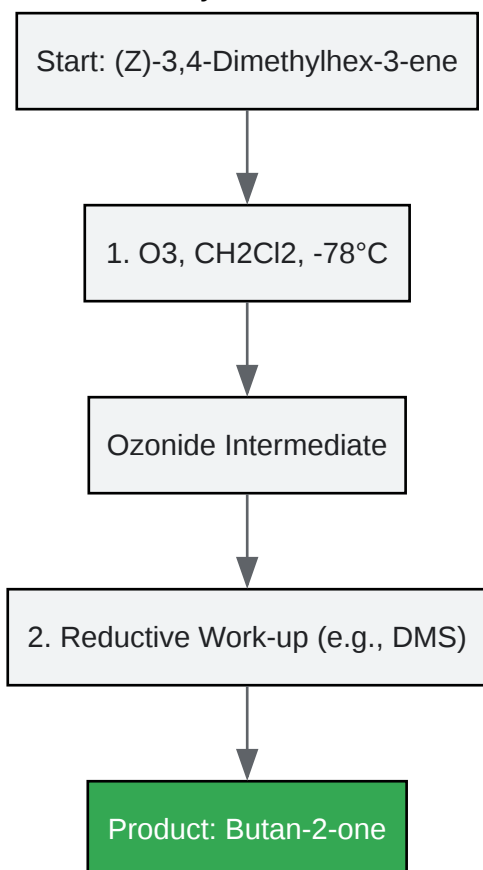 Start: (Z)-3,4-Dimethylhex-3-ene
1. O3, CH2Cl2, -78°C
Ozonide Intermediate
2. Reductive Work-up (e.g., DMS)
Product: Butan-2-one